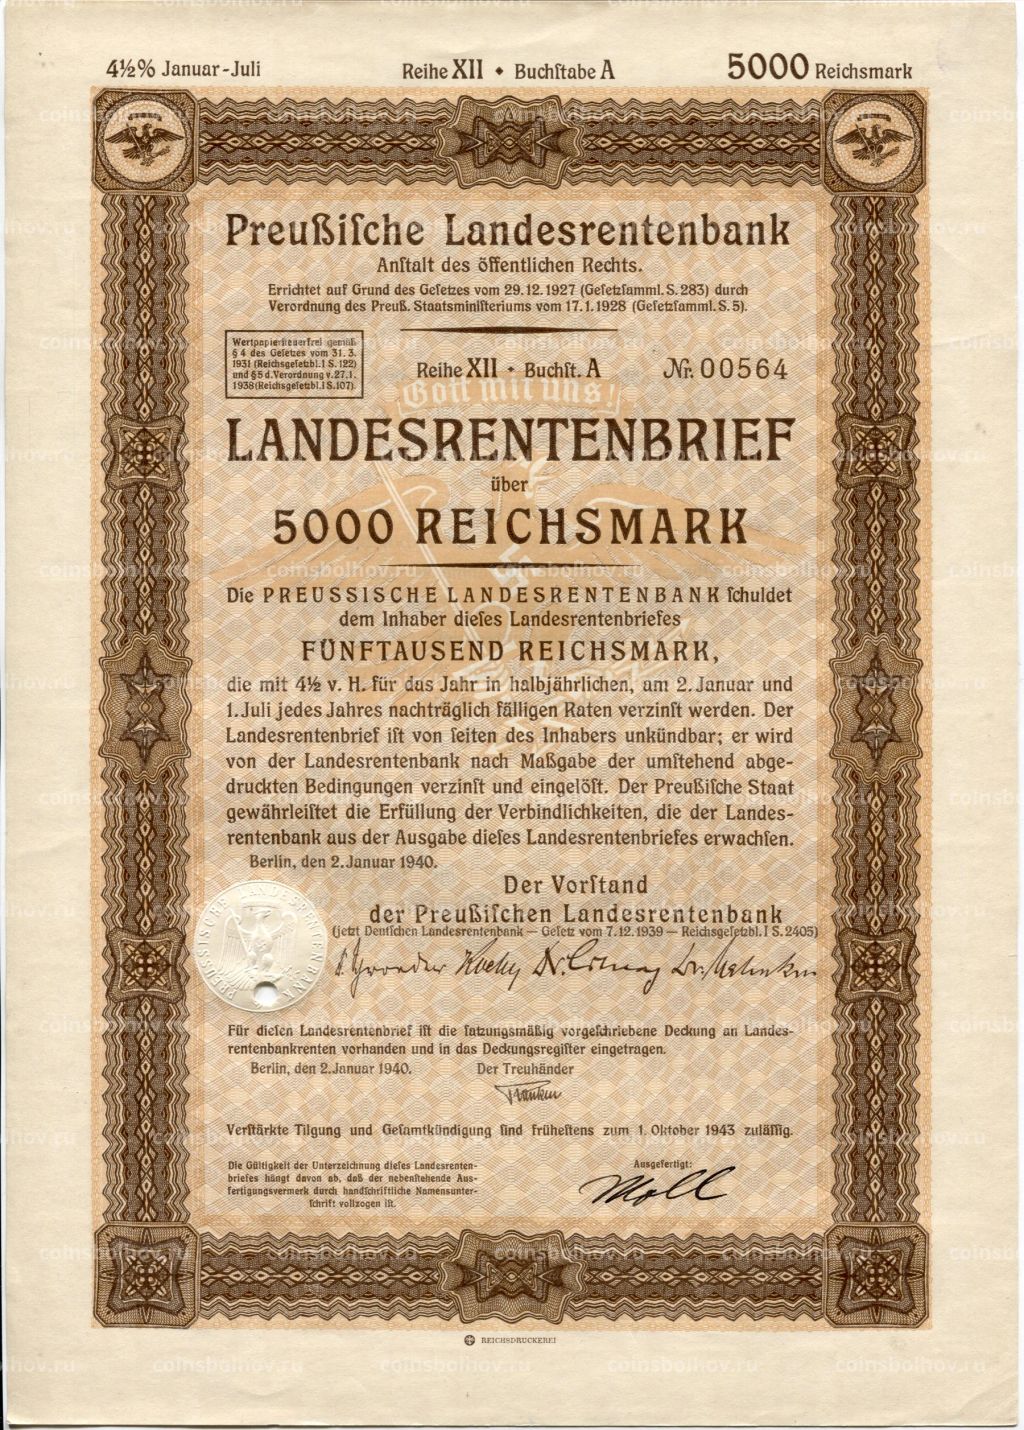 4½% Januar-Juli
Reihe XII ◆ Buchſtabe A
5000 Reichsmark
Preußiſche Landesrentenbank
Anſtalt des öffentlichen Rechts.
Errichtet auf Grund des Geſetzes vom 29.12.1927 (Geſetzſamml. S. 283) durch
Verordnung des Preuß. Staatsminiſteriums vom 17.1.1928 (Geſetzſamml. S. 5).
Wertpapierſteuerfrei gemäß
§ 4 des Geſetzes vom 31. 3.
1931 (Reichsgeſetzbl. I S. 122)
und § 5 d. Verordnung v. 27. 1.
1938 (Reichsgeſetzbl. I S. 107).
Reihe XII ◆ Buchſt. A
Nr. 00564
Gott mit uns!
LANDESRENTENBRIEF
über
5000 REICHSMARK
Die PREUSSISCHE LANDESRENTENBANK ſchuldet
dem Inhaber dieſes Landesrentenbriefes
FÜNFTAUSEND REICHSMARK,
die mit 4½ v. H. für das Jahr in halbjährlichen, am 2. Januar und
1. Juli jedes Jahres nachträglich fälligen Raten verzinſt werden. Der
Landesrentenbrief iſt von ſeiten des Inhabers unkündbar; er wird
von der Landesrentenbank nach Maßgabe der umſtehend abge-
druckten Bedingungen verzinſt und eingelöſt. Der Preußiſche Staat
gewährleiſtet die Erfüllung der Verbindlichkeiten, die der Landes-
rentenbank aus der Ausgabe dieſes Landesrentenbriefes erwachſen.
Berlin, den 2. Januar 1940.
Der Vorſtand
der Preußiſchen Landesrentenbank
(jetzt Deutſchen Landesrentenbank — Geſetz vom 7.12.1939 — Reichsgeſetzbl. I S. 2405)
PREUSSISCHE LANDESRENTENBANK
Für dieſen Landesrentenbrief iſt die ſatzungsmäßig vorgeſchriebene Deckung an Landes-
rentenbankrenten vorhanden und in das Deckungsregiſter eingetragen.
Berlin, den 2. Januar 1940.
Der Treuhänder
Verſtärkte Tilgung und Geſamtkündigung ſind früheſtens zum 1. Oktober 1943 zuläſſig.
Die Gültigkeit der Unterzeichnung dieſes Landesrenten-
briefes hängt davon ab, daß der nebenſtehende Aus-
fertigungsvermerk durch handſchriftliche Namensunter-
ſchrift vollzogen iſt.
Ausgefertigt:
Moll
REICHSDRUCKEREI
coinsbolhov.ru